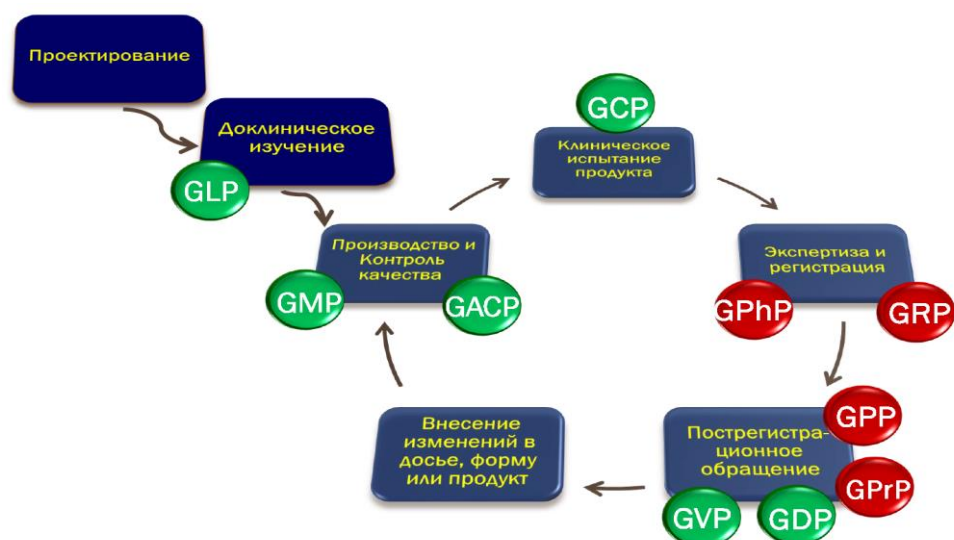 Проектирование
Доклиническое
изучение
GLP
GCP
Клиническое
испытание
продукта
Производство и
Контроль
качества
GMP
GACP
Экспертиза и
регистрация
GPhP
GRP
Внесение
изменений в
досье, форму
или продукт
Пострегистра-
ционное
обращение
GPP
GPrP
GVP
GDP